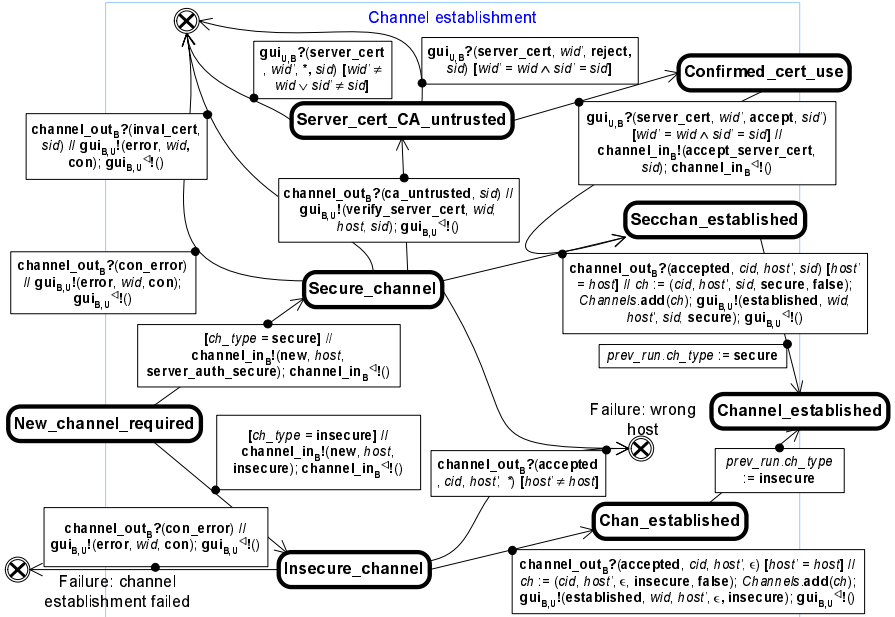 Channel establishment
gui_U,B?(server_cert
, wid', *, sid) [wid' ≠
wid ∨ sid' ≠ sid]
gui_U,B?(server_cert, wid', reject,
sid) [wid' = wid ∧ sid' = sid]
Confirmed_cert_use
Server_cert_CA_untrusted
channel_out_B?(inval_cert,
sid) // gui_B,U!(error, wid,
con); gui_B,U◁!()
gui_U,B?(server_cert, wid', accept, sid')
[wid' = wid ∧ sid' = sid] //
channel_in_B!(accept_server_cert,
sid); channel_in_B◁!()
channel_out_B?(ca_untrusted, sid) //
gui_B,U!(verify_server_cert, wid,
host, sid); gui_B,U◁!()
Secchan_established
channel_out_B?(con_error)
// gui_B,U!(error, wid, con);
gui_B,U◁!()
Secure_channel
channel_out_B?(accepted, cid, host', sid) [host'
= host] // ch := (cid, host', sid, secure, false);
Channels.add(ch); gui_B,U!(established, wid,
host', sid, secure); gui_B,U◁!()
[ch_type = secure] //
channel_in_B!(new, host,
server_auth_secure); channel_in_B◁!()
prev_run.ch_type := secure
New_channel_required
Failure: wrong
host
Channel_established
[ch_type = insecure] //
channel_in_B!(new, host,
insecure); channel_in_B◁!()
channel_out_B?(accepted
, cid, host', *) [host' ≠ host]
prev_run.ch_type
:= insecure
channel_out_B?(con_error) //
gui_B,U!(error, wid, con); gui_B,U◁!()
Chan_established
Insecure_channel
Failure: channel
establishment failed
channel_out_B?(accepted, cid, host', ϵ) [host' = host] //
ch := (cid, host', ϵ, insecure, false); Channels.add(ch);
gui_B,U!(established, wid, host', ϵ, insecure); gui_B,U◁!()